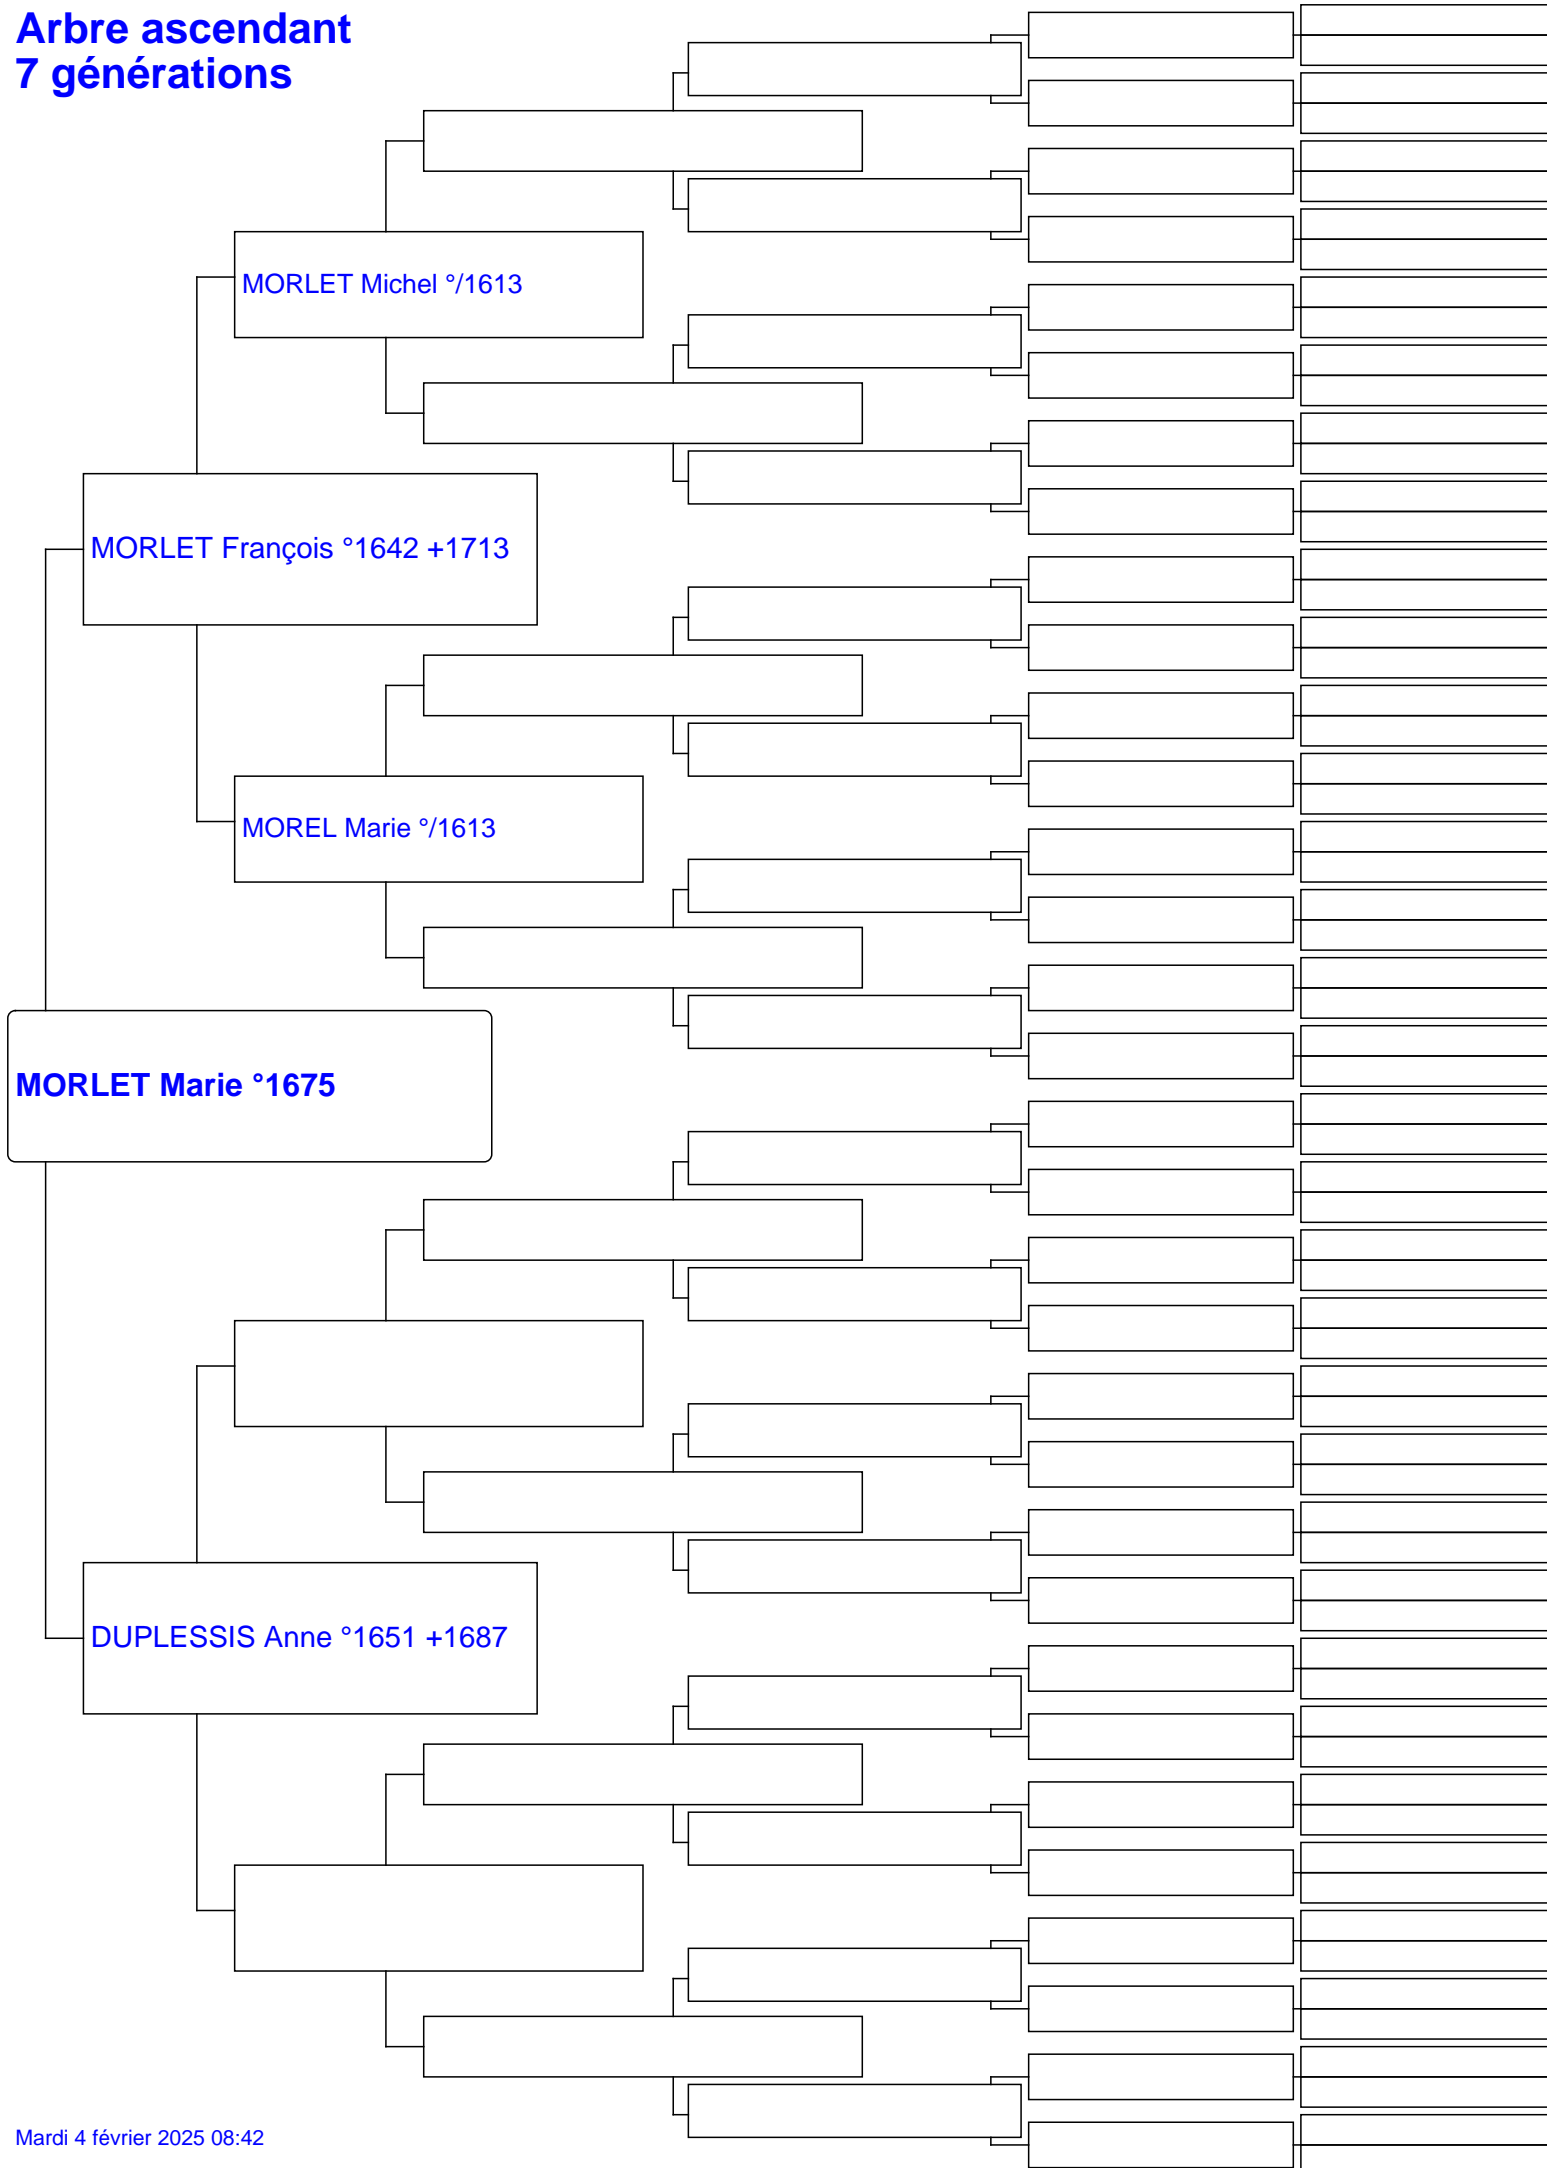 Arbre ascendant
7 générations
MORLET Michel °/1613
MORLET François °1642 +1713
MOREL Marie °/1613
MORLET Marie °1675
DUPLESSIS Anne °1651 +1687
Mardi 4 février 2025 08:42